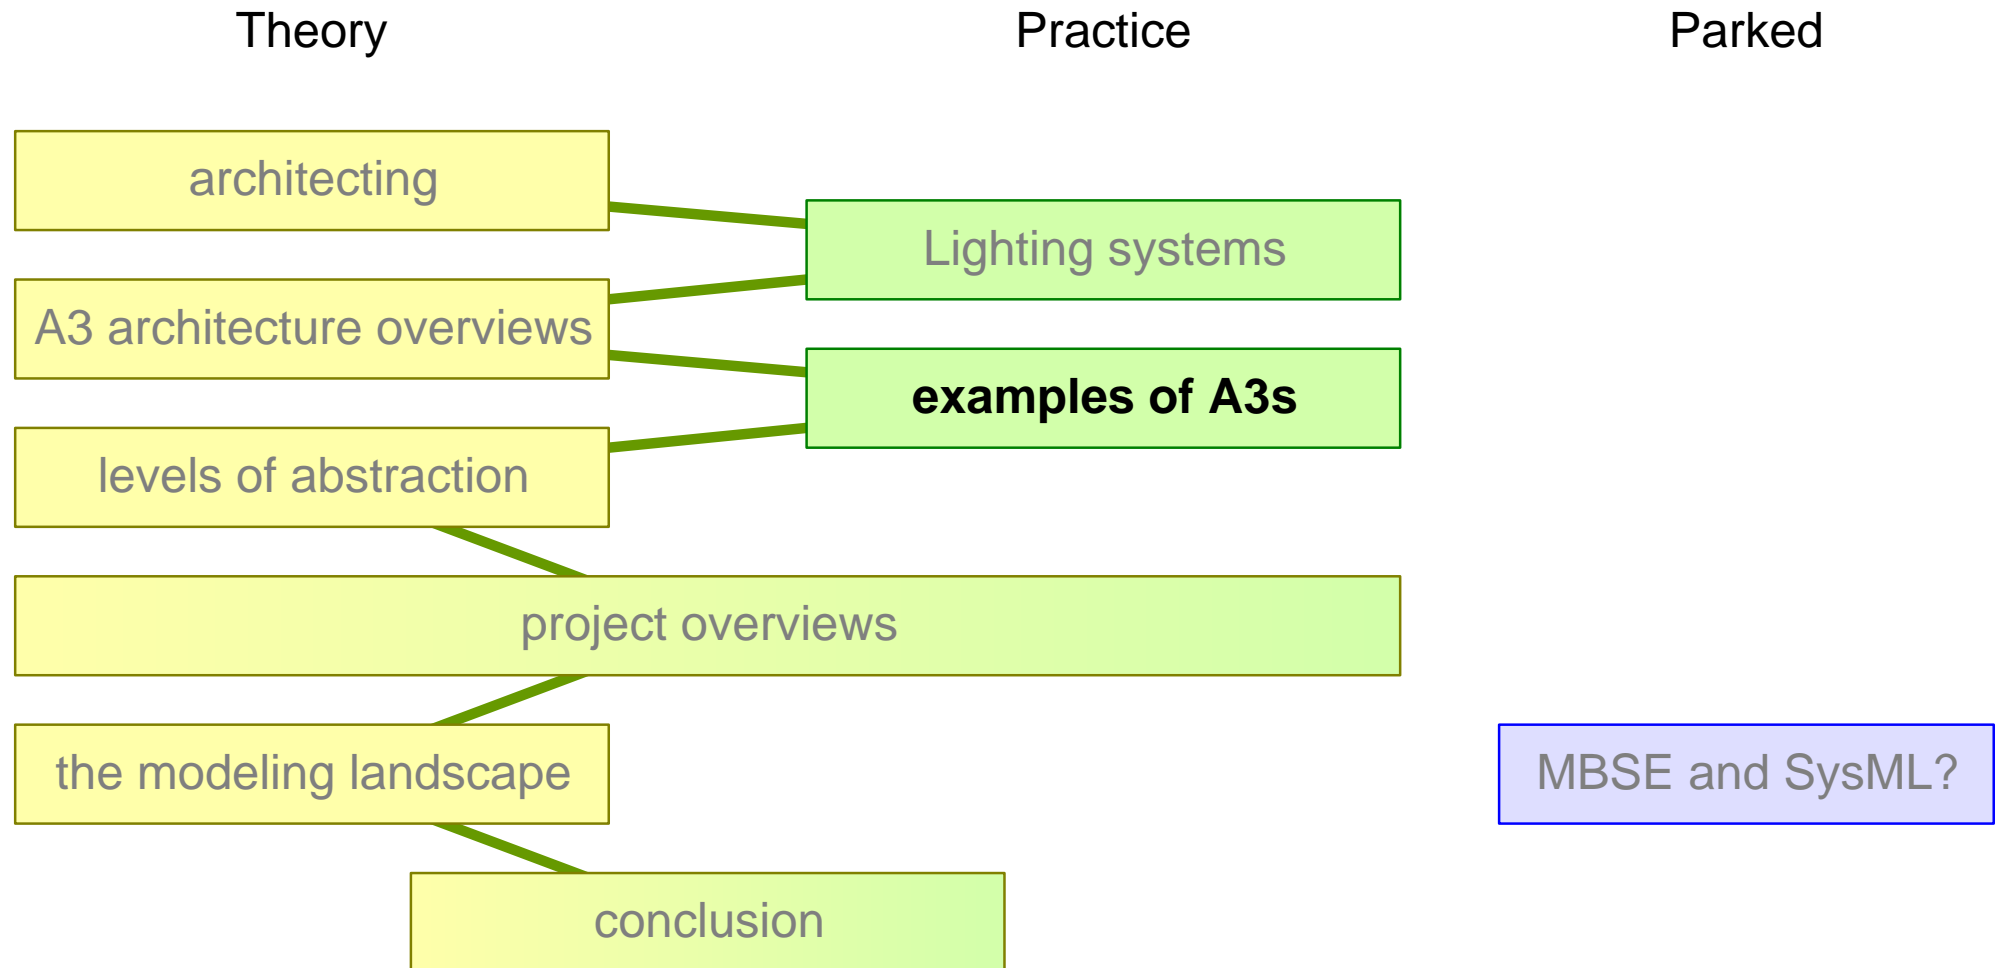 Theory
Practice
Parked
architecting
Lighting systems
A3 architecture overviews
examples of A3s
levels of abstraction
project overviews
the modeling landscape
MBSE and SysML?
conclusion